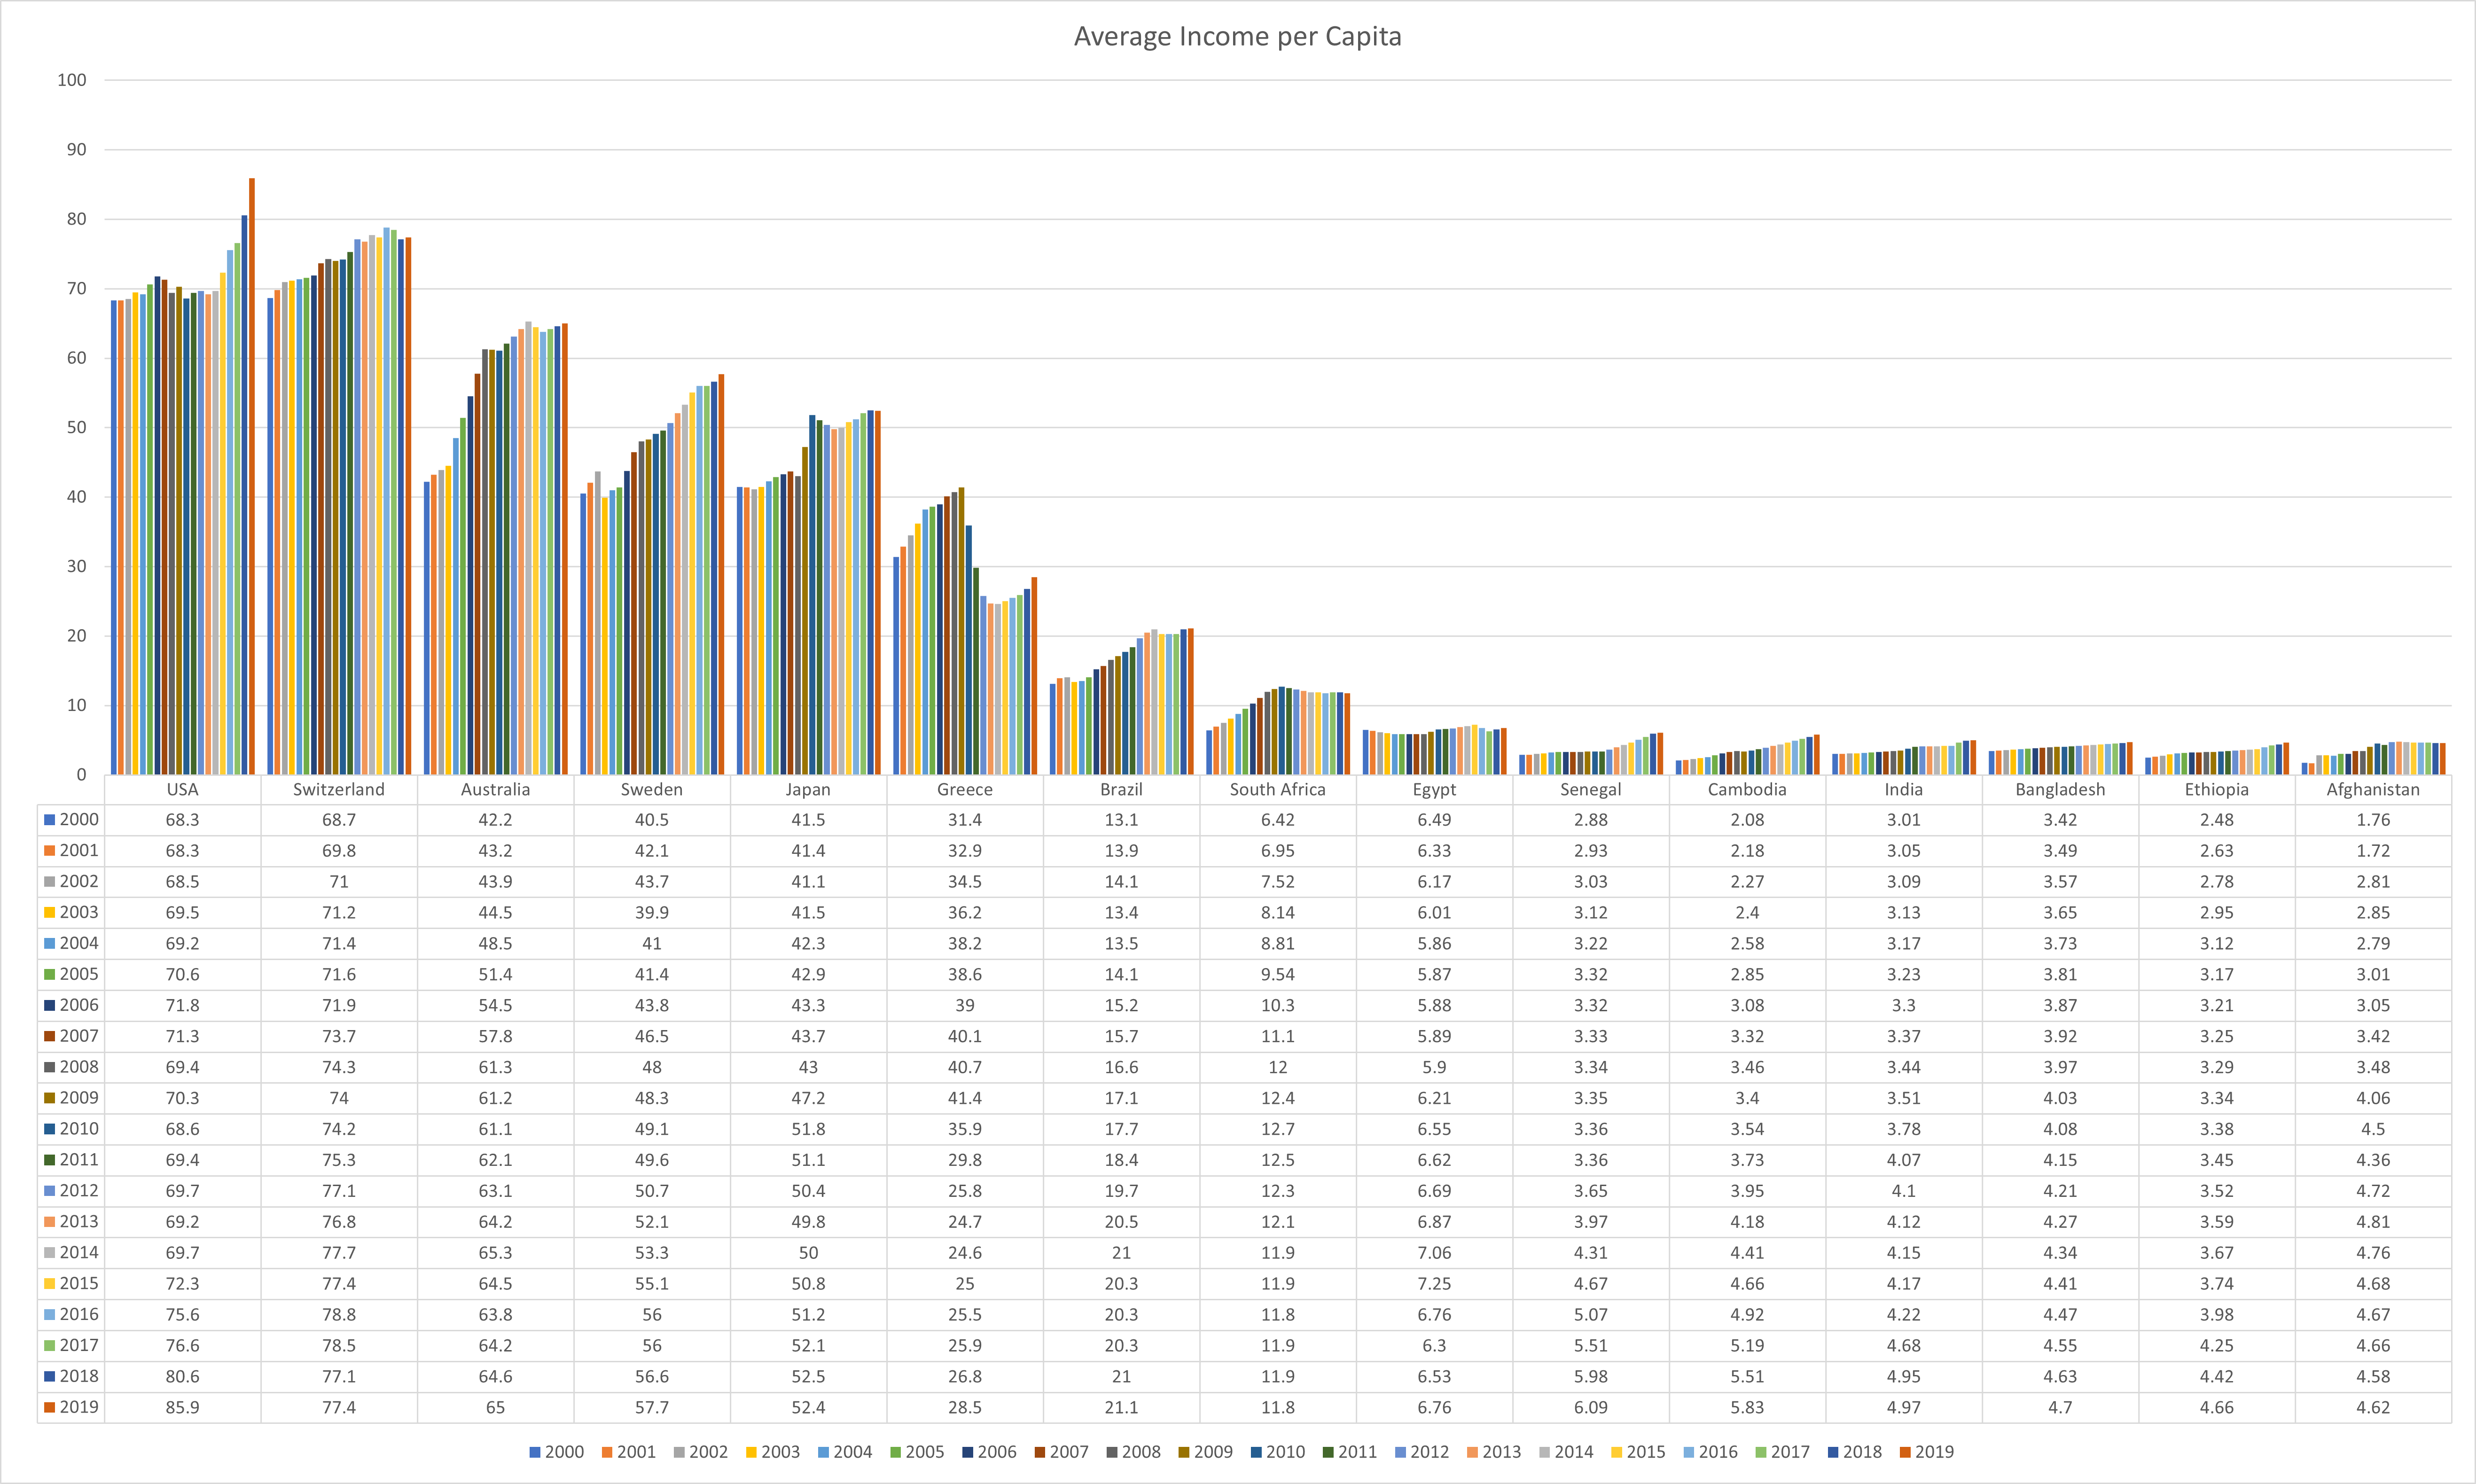 Average Income per Capita
100
90
80
70
60
50
40
30
20
10
0
USA Switzerland Australia Sweden Japan Greece Brazil South Africa Egypt Senegal Cambodia India Bangladesh Ethiopia Afghanistan
2000 68.3 68.7 42.2 40.5 41.5 31.4 13.1 6.42 6.49 2.88 2.08 3.01 3.42 2.48 1.76
2001 68.3 69.8 43.2 42.1 41.4 32.9 13.9 6.95 6.33 2.93 2.18 3.05 3.49 2.63 1.72
2002 68.5 71 43.9 43.7 41.1 34.5 14.1 7.52 6.17 3.03 2.27 3.09 3.57 2.78 2.81
2003 69.5 71.2 44.5 39.9 41.5 36.2 13.4 8.14 6.01 3.12 2.4 3.13 3.65 2.95 2.85
2004 69.2 71.4 48.5 41 42.3 38.2 13.5 8.81 5.86 3.22 2.58 3.17 3.73 3.12 2.79
2005 70.6 71.6 51.4 41.4 42.9 38.6 14.1 9.54 5.87 3.32 2.85 3.23 3.81 3.17 3.01
2006 71.8 71.9 54.5 43.8 43.3 39 15.2 10.3 5.88 3.32 3.08 3.3 3.87 3.21 3.05
2007 71.3 73.7 57.8 46.5 43.7 40.1 15.7 11.1 5.89 3.33 3.32 3.37 3.92 3.25 3.42
2008 69.4 74.3 61.3 48 43 40.7 16.6 12 5.9 3.34 3.46 3.44 3.97 3.29 3.48
2009 70.3 74 61.2 48.3 47.2 41.4 17.1 12.4 6.21 3.35 3.4 3.51 4.03 3.34 4.06
2010 68.6 74.2 61.1 49.1 51.8 35.9 17.7 12.7 6.55 3.36 3.54 3.78 4.08 3.38 4.5
2011 69.4 75.3 62.1 49.6 51.1 29.8 18.4 12.5 6.62 3.36 3.73 4.07 4.15 3.45 4.36
2012 69.7 77.1 63.1 50.7 50.4 25.8 19.7 12.3 6.69 3.65 3.95 4.1 4.21 3.52 4.72
2013 69.2 76.8 64.2 52.1 49.8 24.7 20.5 12.1 6.87 3.97 4.18 4.12 4.27 3.59 4.81
2014 69.7 77.7 65.3 53.3 50 24.6 21 11.9 7.06 4.31 4.41 4.15 4.34 3.67 4.76
2015 72.3 77.4 64.5 55.1 50.8 25 20.3 11.9 7.25 4.67 4.66 4.17 4.41 3.74 4.68
2016 75.6 78.8 63.8 56 51.2 25.5 20.3 11.8 6.76 5.07 4.92 4.22 4.47 3.98 4.67
2017 76.6 78.5 64.2 56 52.1 25.9 20.3 11.9 6.3 5.51 5.19 4.68 4.55 4.25 4.66
2018 80.6 77.1 64.6 56.6 52.5 26.8 21 11.9 6.53 5.98 5.51 4.95 4.63 4.42 4.58
2019 85.9 77.4 65 57.7 52.4 28.5 21.1 11.8 6.76 6.09 5.83 4.97 4.7 4.66 4.62
2000 2001 2002 2003 2004 2005 2006 2007 2008 2009 2010 2011 2012 2013 2014 2015 2016 2017 2018 2019